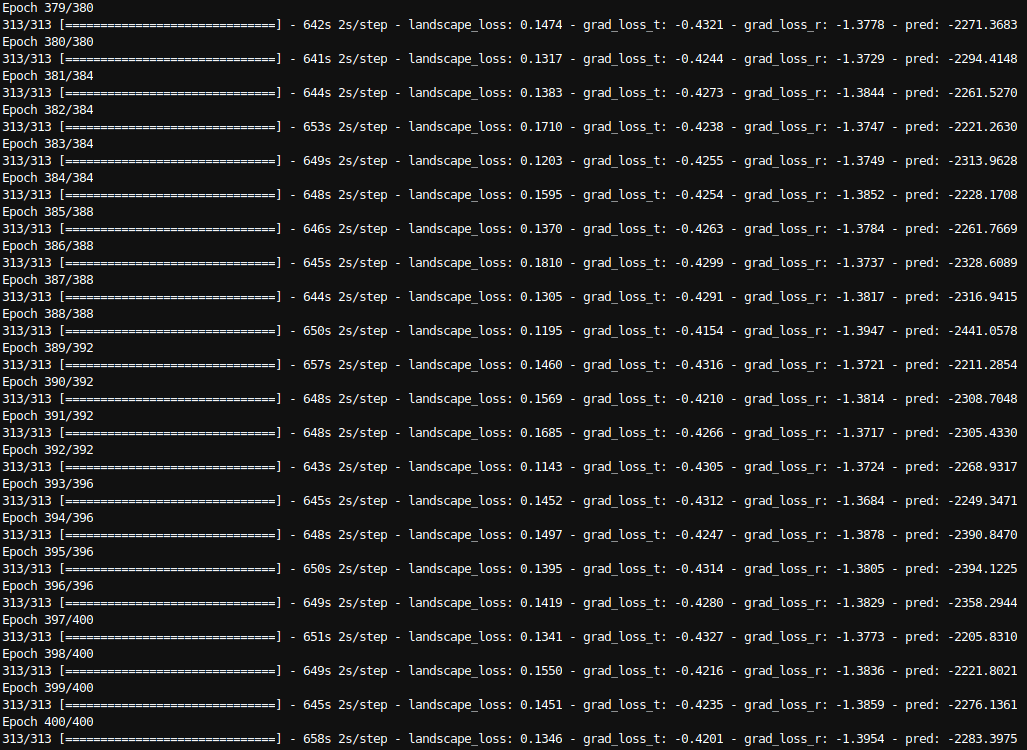 Epoch 379/380
313/313 [==============================] - 642s 2s/step - landscape_loss: 0.1474 - grad_loss_t: -0.4321 - grad_loss_r: -1.3778 - pred: -2271.3683
Epoch 380/380
313/313 [==============================] - 641s 2s/step - landscape_loss: 0.1317 - grad_loss_t: -0.4244 - grad_loss_r: -1.3729 - pred: -2294.4148
Epoch 381/384
313/313 [==============================] - 644s 2s/step - landscape_loss: 0.1383 - grad_loss_t: -0.4273 - grad_loss_r: -1.3844 - pred: -2261.5270
Epoch 382/384
313/313 [==============================] - 653s 2s/step - landscape_loss: 0.1710 - grad_loss_t: -0.4238 - grad_loss_r: -1.3747 - pred: -2221.2630
Epoch 383/384
313/313 [==============================] - 649s 2s/step - landscape_loss: 0.1203 - grad_loss_t: -0.4255 - grad_loss_r: -1.3749 - pred: -2313.9628
Epoch 384/384
313/313 [==============================] - 648s 2s/step - landscape_loss: 0.1595 - grad_loss_t: -0.4254 - grad_loss_r: -1.3852 - pred: -2228.1708
Epoch 385/388
313/313 [==============================] - 646s 2s/step - landscape_loss: 0.1370 - grad_loss_t: -0.4263 - grad_loss_r: -1.3784 - pred: -2261.7669
Epoch 386/388
313/313 [==============================] - 645s 2s/step - landscape_loss: 0.1810 - grad_loss_t: -0.4299 - grad_loss_r: -1.3737 - pred: -2328.6089
Epoch 387/388
313/313 [==============================] - 644s 2s/step - landscape_loss: 0.1305 - grad_loss_t: -0.4291 - grad_loss_r: -1.3817 - pred: -2316.9415
Epoch 388/388
313/313 [==============================] - 650s 2s/step - landscape_loss: 0.1195 - grad_loss_t: -0.4154 - grad_loss_r: -1.3947 - pred: -2441.0578
Epoch 389/392
313/313 [==============================] - 657s 2s/step - landscape_loss: 0.1460 - grad_loss_t: -0.4316 - grad_loss_r: -1.3721 - pred: -2211.2854
Epoch 390/392
313/313 [==============================] - 648s 2s/step - landscape_loss: 0.1569 - grad_loss_t: -0.4210 - grad_loss_r: -1.3814 - pred: -2308.7048
Epoch 391/392
313/313 [==============================] - 648s 2s/step - landscape_loss: 0.1685 - grad_loss_t: -0.4266 - grad_loss_r: -1.3717 - pred: -2305.4330
Epoch 392/392
313/313 [==============================] - 643s 2s/step - landscape_loss: 0.1143 - grad_loss_t: -0.4305 - grad_loss_r: -1.3724 - pred: -2268.9317
Epoch 393/396
313/313 [==============================] - 645s 2s/step - landscape_loss: 0.1452 - grad_loss_t: -0.4312 - grad_loss_r: -1.3684 - pred: -2249.3471
Epoch 394/396
313/313 [==============================] - 648s 2s/step - landscape_loss: 0.1497 - grad_loss_t: -0.4247 - grad_loss_r: -1.3878 - pred: -2390.8470
Epoch 395/396
313/313 [==============================] - 650s 2s/step - landscape_loss: 0.1395 - grad_loss_t: -0.4314 - grad_loss_r: -1.3805 - pred: -2394.1225
Epoch 396/396
313/313 [==============================] - 649s 2s/step - landscape_loss: 0.1419 - grad_loss_t: -0.4280 - grad_loss_r: -1.3829 - pred: -2358.2944
Epoch 397/400
313/313 [==============================] - 651s 2s/step - landscape_loss: 0.1341 - grad_loss_t: -0.4327 - grad_loss_r: -1.3773 - pred: -2205.8310
Epoch 398/400
313/313 [==============================] - 649s 2s/step - landscape_loss: 0.1550 - grad_loss_t: -0.4216 - grad_loss_r: -1.3836 - pred: -2221.8021
Epoch 399/400
313/313 [==============================] - 645s 2s/step - landscape_loss: 0.1451 - grad_loss_t: -0.4235 - grad_loss_r: -1.3859 - pred: -2276.1361
Epoch 400/400
313/313 [==============================] - 658s 2s/step - landscape_loss: 0.1346 - grad_loss_t: -0.4201 - grad_loss_r: -1.3954 - pred: -2283.3975